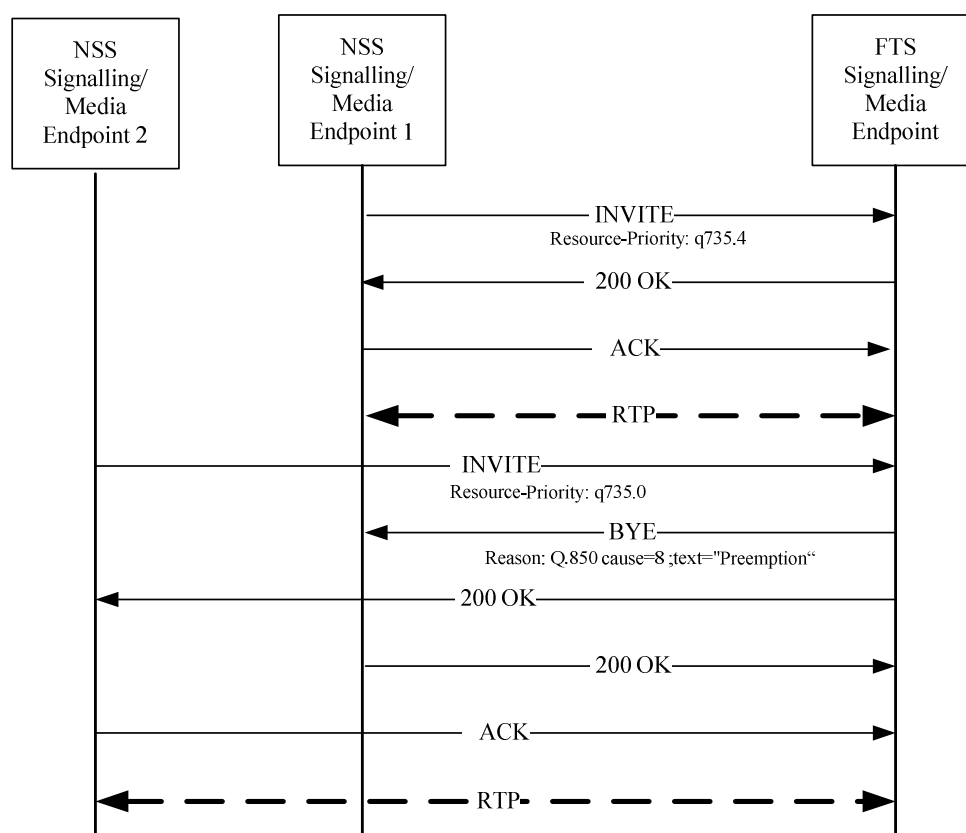 NSS
Signalling/
Media
Endpoint 2
NSS
Signalling/
Media
Endpoint 1
FTS
Signalling/
Media
Endpoint
INVITE
Resource-Priority: q735.4
200 OK
ACK
RTP
INVITE
Resource-Priority: q735.0
BYE
Reason: Q.850 cause=8 ;text="Preemption“
200 OK
200 OK
ACK
RTP